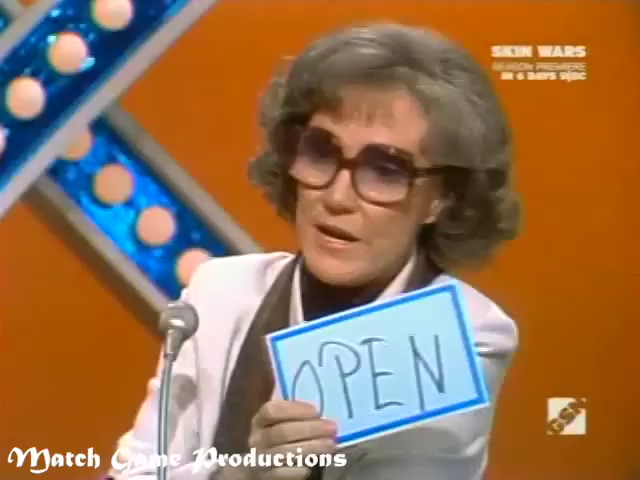 SKIN WARS
SEASON PREMIERE
IN 6 DAYS 9|8C
OPEN
GSN
Match Game Productions